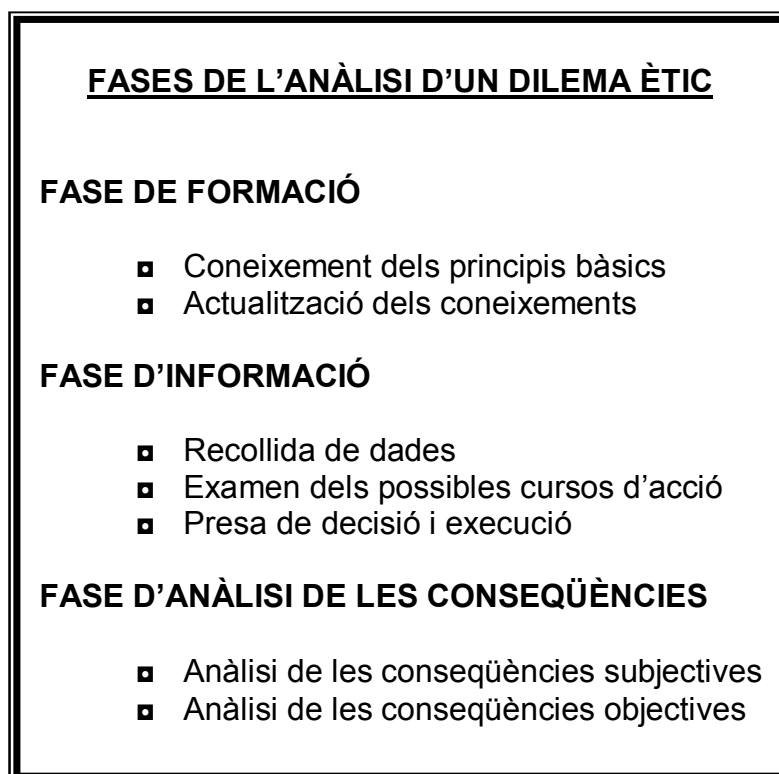 FASES DE L’ANÀLISI D’UN DILEMA ÈTIC
FASE DE FORMACIÓ
◘ Coneixement dels principis bàsics
◘ Actualització dels coneixements
FASE D’INFORMACIÓ
◘ Recollida de dades
◘ Examen dels possibles cursos d’acció
◘ Presa de decisió i execució
FASE D’ANÀLISI DE LES CONSEQÜÈNCIES
◘ Anàlisi de les conseqüències subjectives
◘ Anàlisi de les conseqüències objectives